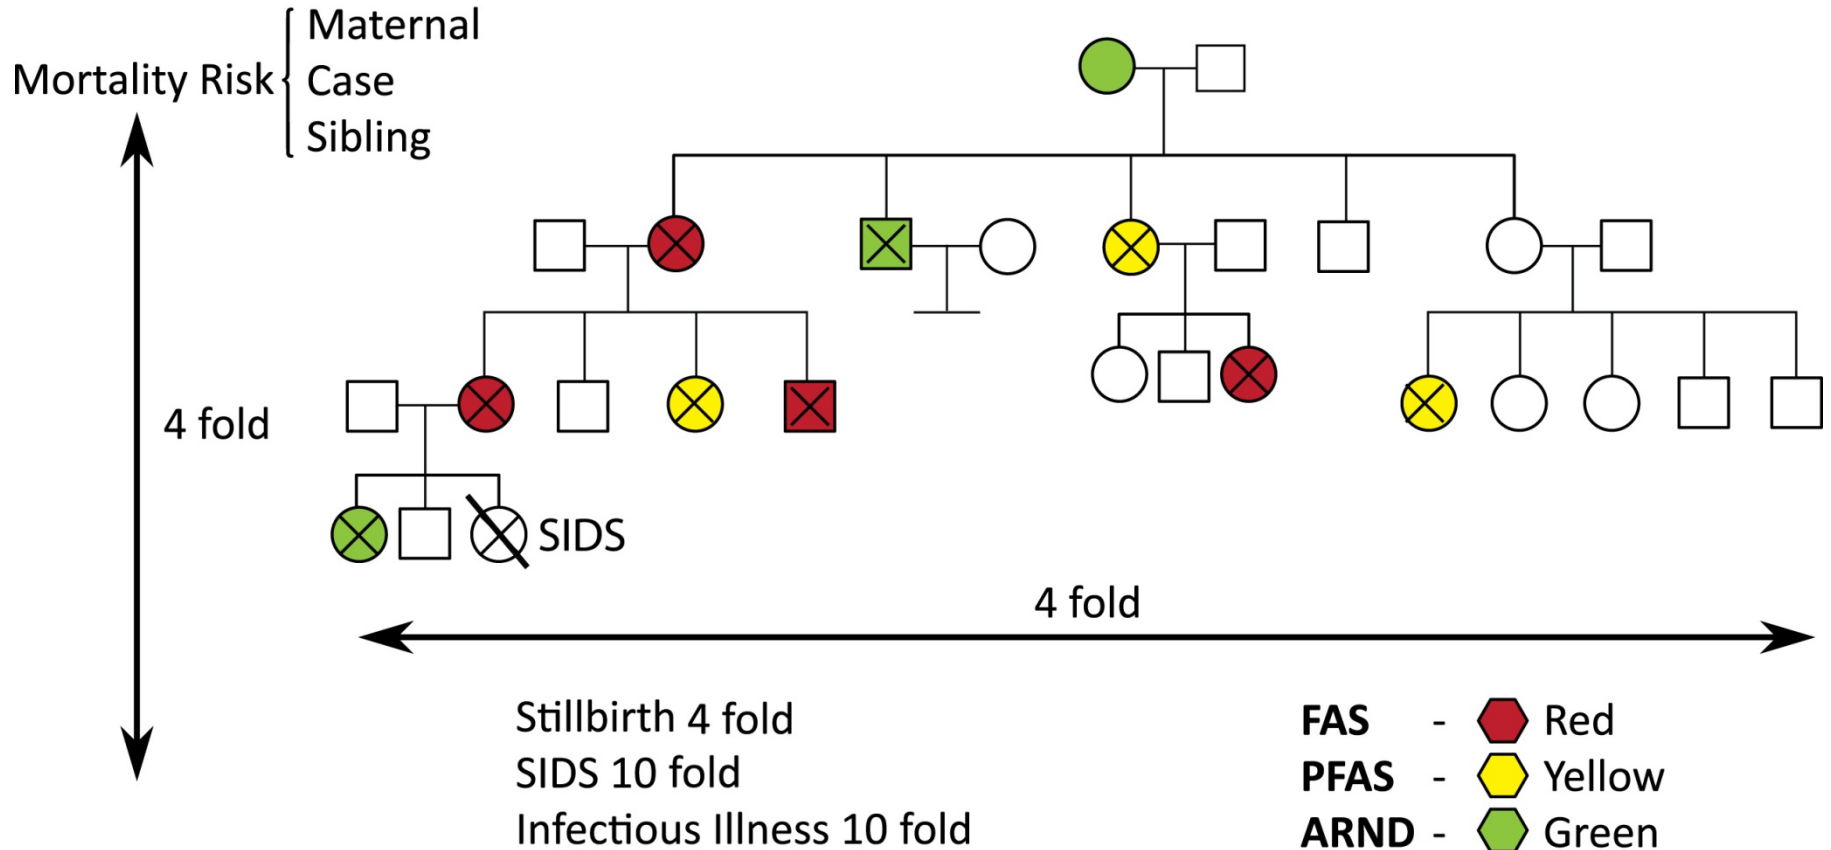 Maternal
Mortality Risk Case
Sibling
4 fold
SIDS
4 fold
Stillbirth 4 fold
SIDS 10 fold
Infectious Illness 10 fold
FAS - Red
PFAS - Yellow
ARND - Green